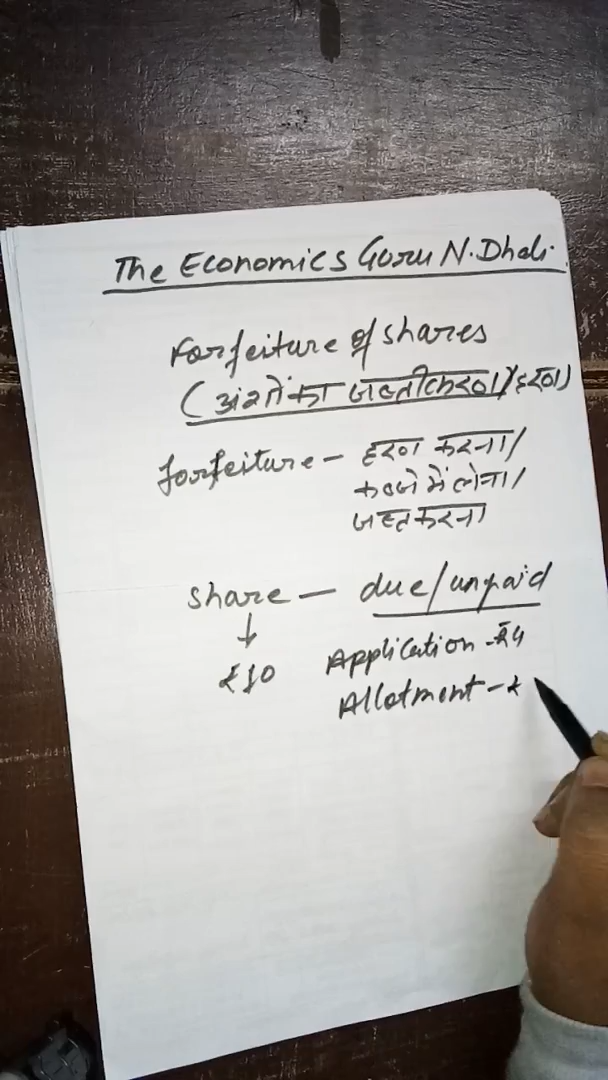 The Economics Guru N. Dhali.
Forfeiture of shares
(अंशों का जब्तीकरण/हरण)
forfeiture – हरण करना/
कब्जे में लेना/
जब्त करना
share – due/unpaid
↓
₹10 Application - ₹4
Allotment - ₹